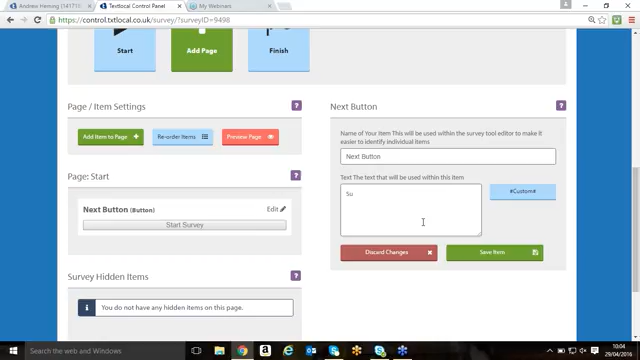 Andrew Heming (141719
Textlocal Control Panel
My Webinars
https://control.txtlocal.co.uk/survey/?surveyID=9498
Start
Add Page
Finish
Page / Item Settings
?
Add Item to Page
Re-order Items
Preview Page
Page: Start
?
Next Button (Button)
Edit
Start Survey
Survey Hidden Items
?
i
You do not have any hidden items on this page.
Next Button
?
Name of Your Item This will be used within the survey tool editor to make it
easier to identify individual items
Next Button
Text The text that will be used within this item
Su
#Custom#
Discard Changes
Save Item
Search the web and Windows
10:04
29/04/2016